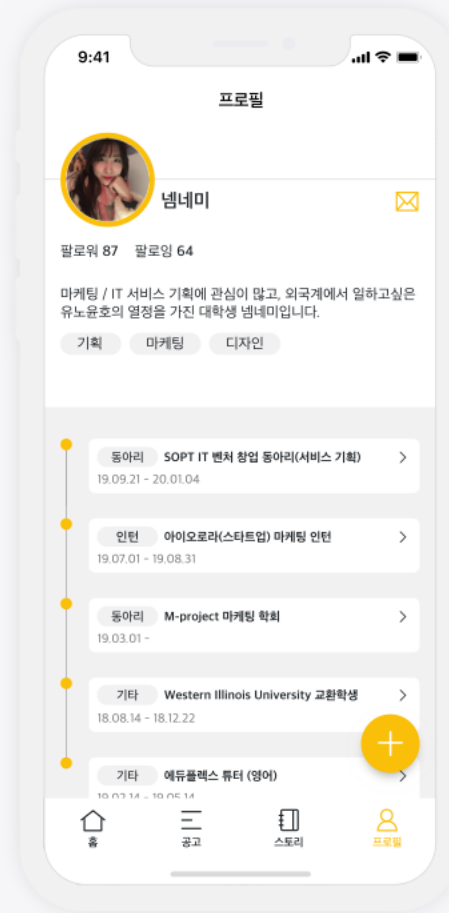 9:41
프로필
넴네미
팔로워 87 팔로잉 64
마케팅 / IT 서비스 기획에 관심이 많고, 외국계에서 일하고싶은
유노윤호의 열정을 가진 대학생 넴네미입니다.
기획 마케팅 디자인
동아리 SOPT IT 벤처 창업 동아리(서비스 기획)
19.09.21 - 20.01.04
인턴 아이오로라(스타트업) 마케팅 인턴
19.07.01 - 19.08.31
동아리 M-project 마케팅 학회
19.03.01 -
기타 Western Illinois University 교환학생
18.08.14 - 18.12.22
기타 에듀플렉스 튜터 (영어)
19.02.14 - 19.05.14
홈 공고 스토리 프로필